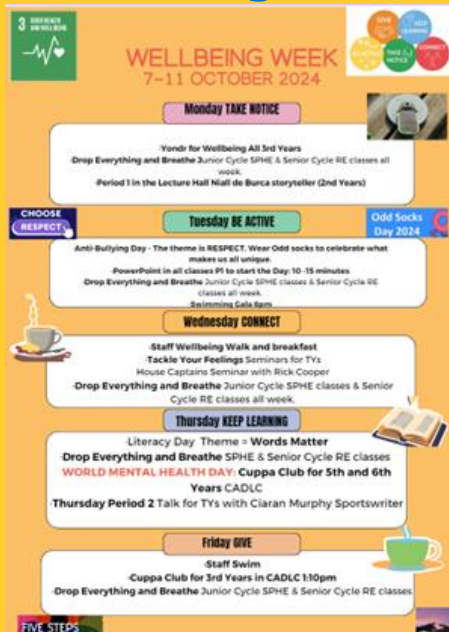 3 GOOD HEALTH
AND WELL-BEING
GIVE
KEEP
LEARNING
BE ACTIVE
TAKE
NOTICE
CONNECT
WELLBEING WEEK
7-11 OCTOBER 2024
Monday TAKE NOTICE
·Yondr for Wellbeing All 3rd Years
·Drop Everything and Breathe Junior Cycle SPHE & Senior Cycle RE classes all
week.
·Period 1 in the Lecture Hall Niall de Burca storyteller (2nd Years)
CHOOSE
RESPECT
Tuesday BE ACTIVE
Odd Socks
Day 2024
Anti-Bullying Day - The theme is RESPECT. Wear Odd socks to celebrate what
makes us all unique.
·PowerPoint in all classes P1 to start the Day: 10 -15 minutes
·Drop Everything and Breathe Junior Cycle SPHE classes & Senior Cycle RE
classes all week.
Swimming Gala 6pm
Wednesday CONNECT
·Staff Wellbeing Walk and breakfast
·Tackle Your Feelings Seminars for TYs
House Captains Seminar with Rick Cooper
·Drop Everything and Breathe Junior Cycle SPHE classes & Senior
Cycle RE classes all week.
Thursday KEEP LEARNING
·Literacy Day Theme = Words Matter
·Drop Everything and Breathe SPHE & Senior Cycle RE classes
WORLD MENTAL HEALTH DAY: Cuppa Club for 5th and 6th
Years CADLC
·Thursday Period 2 Talk for TYs with Ciaran Murphy Sportswriter
Friday GIVE
·Staff Swim
·Cuppa Club for 3rd Years in CADLC 1:10pm
·Drop Everything and Breathe Junior Cycle SPHE & Senior Cycle RE classes
FIVE STEPS